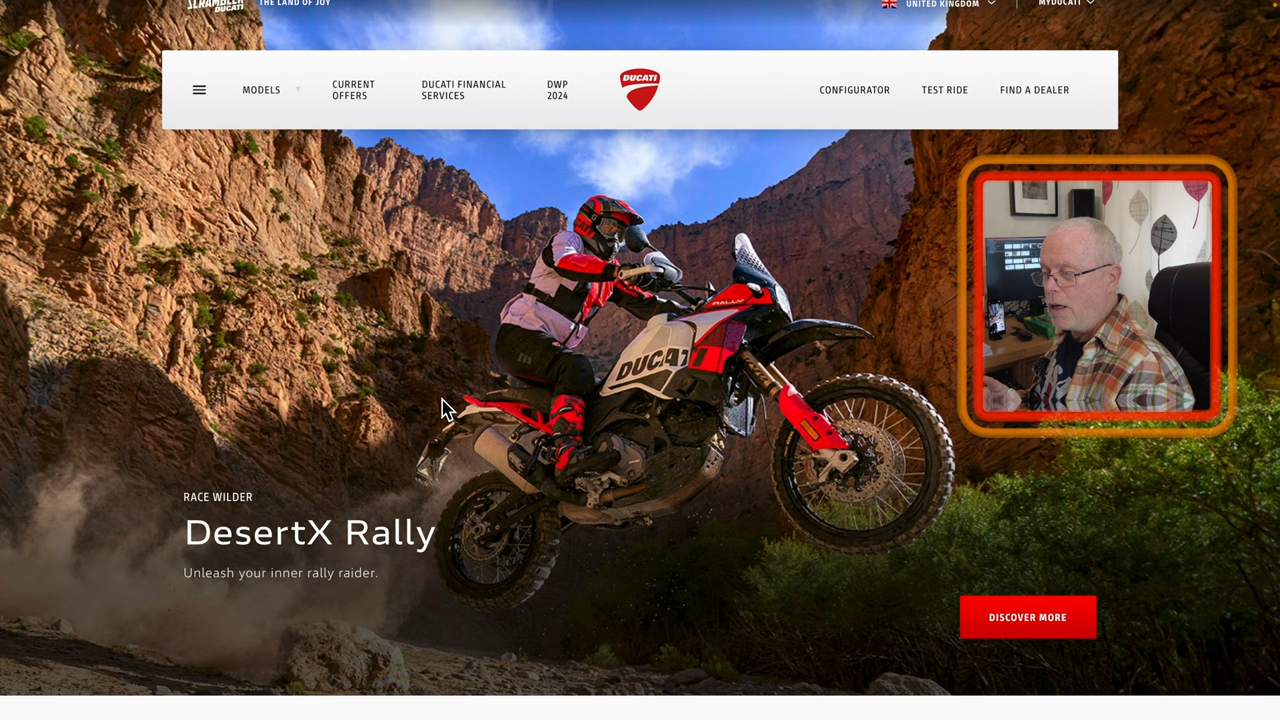 SCRAMBLER
DUCATI
THE LAND OF JOY
UNITED KINGDOM
MYDUCATI
MODELS
CURRENT
OFFERS
DUCATI FINANCIAL
SERVICES
DWP
2024
DUCATI
CONFIGURATOR
TEST RIDE
FIND A DEALER
RALLY
DUCATI
RACE WILDER
DesertX Rally
Unleash your inner rally raider.
DISCOVER MORE